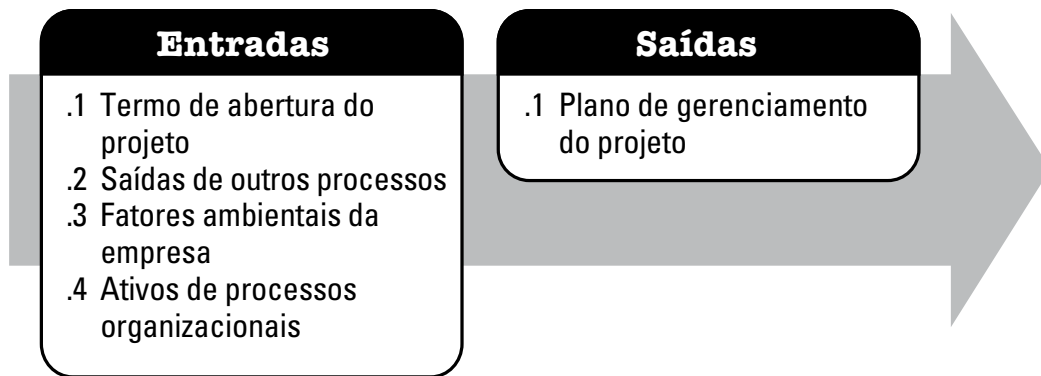 Entradas
.1 Termo de abertura do
projeto
.2 Saídas de outros processos
.3 Fatores ambientais da
empresa
.4 Ativos de processos
organizacionais
Saídas
.1 Plano de gerenciamento
do projeto